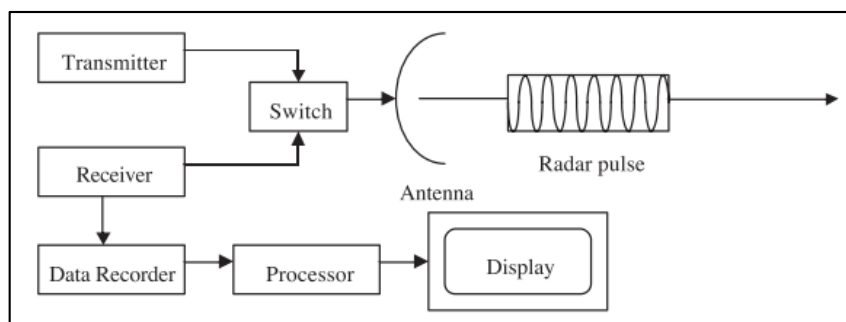 Transmitter
Switch
Receiver
Radar pulse
Antenna
Data Recorder
Processor
Display